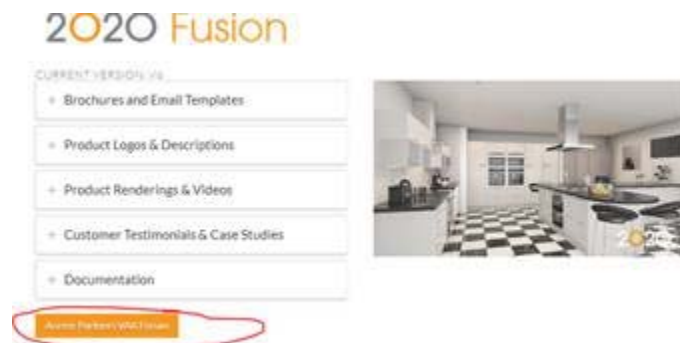 2020 Fusion
CURRENT VERSION: V6
+ Brochures and Email Templates
+ Product Logos & Descriptions
+ Product Renderings & Videos
+ Customer Testimonials & Case Studies
+ Documentation
2020